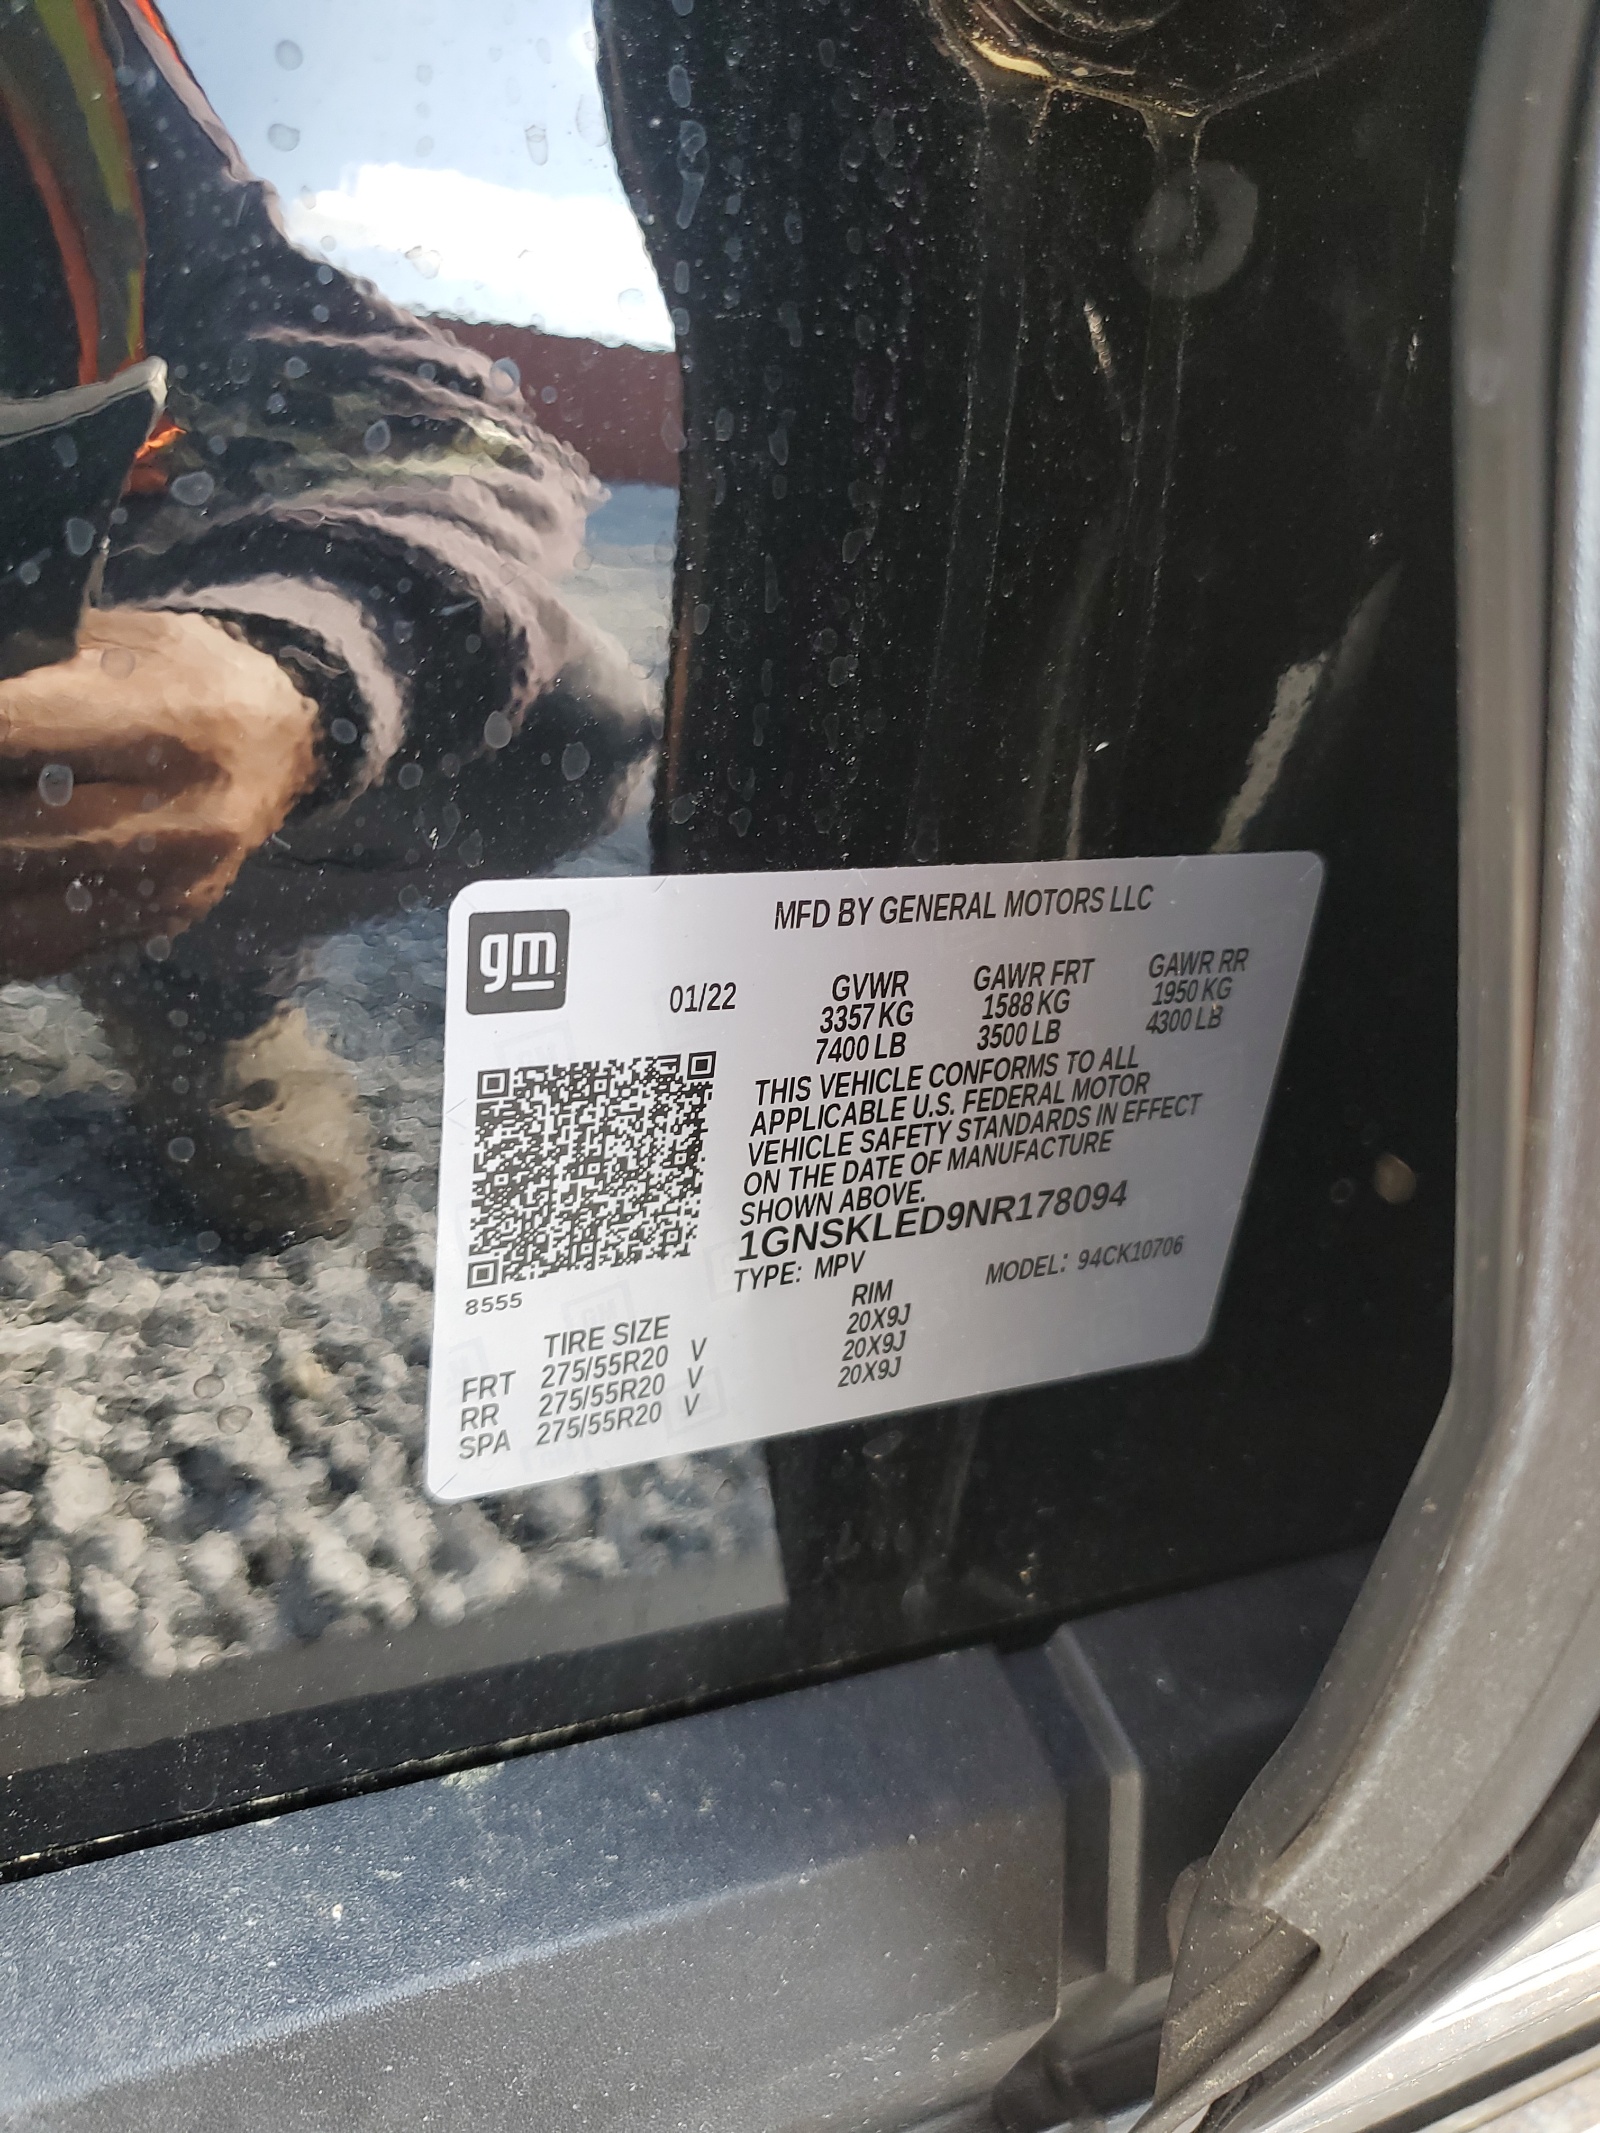 gm
MFD BY GENERAL MOTORS LLC
01/22
GVWR GAWR FRT GAWR RR
3357 KG 1588 KG 1950 KG
7400 LB 3500 LB 4300 LB
THIS VEHICLE CONFORMS TO ALL
APPLICABLE U.S. FEDERAL MOTOR
VEHICLE SAFETY STANDARDS IN EFFECT
ON THE DATE OF MANUFACTURE
SHOWN ABOVE.
1GNSKLED9NR178094
TYPE: MPV MODEL: 94CK10706
8555
TIRE SIZE RIM
FRT 275/55R20 V 20X9J
RR 275/55R20 V 20X9J
SPA 275/55R20 V 20X9J